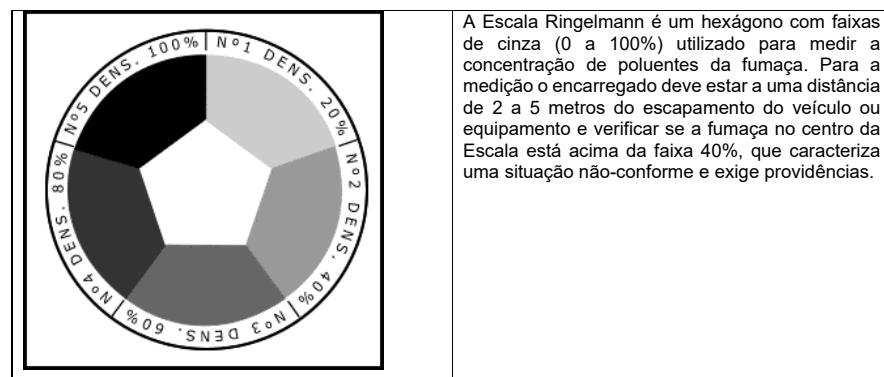 Nº1 DENS. 20%
Nº2 DENS. 40%
Nº3 DENS. 60%
Nº4 DENS. 80%
Nº5 DENS. 100%
A Escala Ringelmann é um hexágono com faixas
de cinza (0 a 100%) utilizado para medir a
concentração de poluentes da fumaça. Para a
medição o encarregado deve estar a uma distância
de 2 a 5 metros do escapamento do veículo ou
equipamento e verificar se a fumaça no centro da
Escala está acima da faixa 40%, que caracteriza
uma situação não-conforme e exige providências.